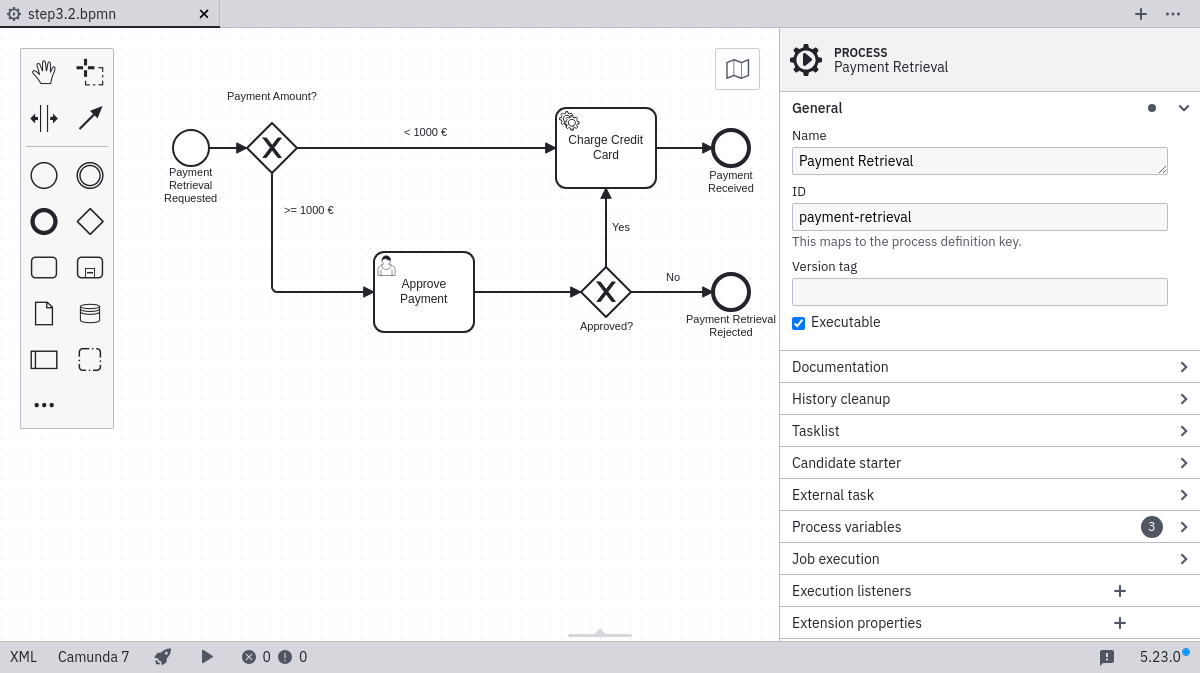 step3.2.bpmn
PROCESS
Payment Retrieval
Payment Amount?
< 1000 €
Charge Credit
Card
Payment
Retrieval
Requested
Payment
Received
>= 1000 €
Yes
Approve
Payment
No
Approved?
Payment Retrieval
Rejected
General
Name
Payment Retrieval
ID
payment-retrieval
This maps to the process definition key.
Version tag
Executable
Documentation
History cleanup
Tasklist
Candidate starter
External task
Process variables 3
Job execution
Execution listeners
Extension properties
XML Camunda 7 0 0 5.23.0